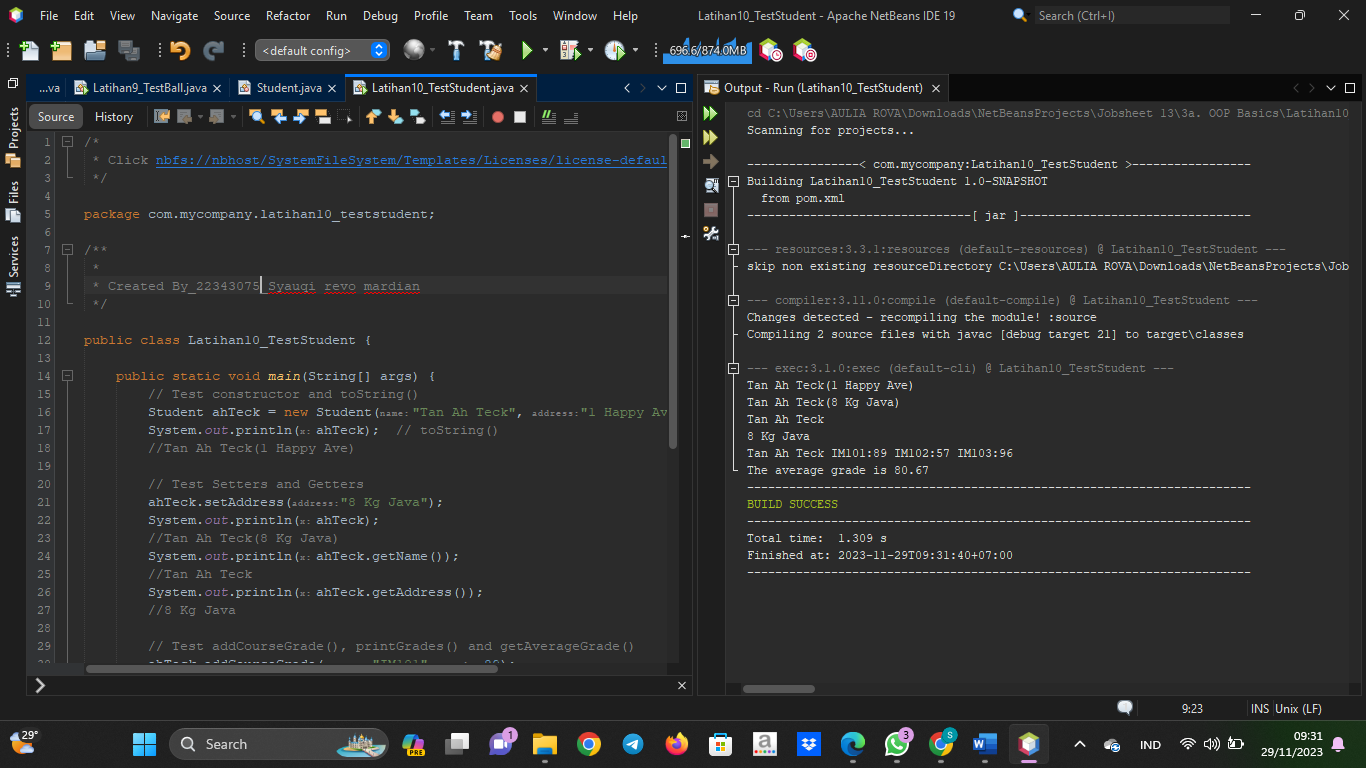 File Edit View Navigate Source Refactor Run Debug Profile Team Tools Window Help
Latihan10_TestStudent - Apache NetBeans IDE 19
Search (Ctrl+I)
<default config>
696.6/874.0MB
...va
Latihan9_TestBall.java
Student.java
Latihan10_TestStudent.java
Source History
Projects
Files
Services
1 /*
2 * Click nbfs://nbhost/SystemFileSystem/Templates/Licenses/license-defaul
3 */
4
5 package com.mycompany.latihan10_teststudent;
6
7 /**
8 *
9 * Created By_22343075_Syauqi revo mardian
10 */
11
12 public class Latihan10_TestStudent {
13
14 public static void main(String[] args) {
15 // Test constructor and toString()
16 Student ahTeck = new Student(name:"Tan Ah Teck", address:"1 Happy Av
17 System.out.println(x:ahTeck); // toString()
18 //Tan Ah Teck(1 Happy Ave)
19
20 // Test Setters and Getters
21 ahTeck.setAddress(address:"8 Kg Java");
22 System.out.println(x:ahTeck);
23 //Tan Ah Teck(8 Kg Java)
24 System.out.println(x:ahTeck.getName());
25 //Tan Ah Teck
26 System.out.println(x:ahTeck.getAddress());
27 //8 Kg Java
28
29 // Test addCourseGrade(), printGrades() and getAverageGrade()
Output - Run (Latihan10_TestStudent)
cd C:\Users\AULIA ROVA\Downloads\NetBeansProjects\Jobsheet 13\3a. OOP Basics\Latihan10
Scanning for projects...
---------------< com.mycompany:Latihan10_TestStudent >----------------
Building Latihan10_TestStudent 1.0-SNAPSHOT
from pom.xml
--------------------------------[ jar ]---------------------------------
--- resources:3.3.1:resources (default-resources) @ Latihan10_TestStudent ---
skip non existing resourceDirectory C:\Users\AULIA ROVA\Downloads\NetBeansProjects\Job
--- compiler:3.11.0:compile (default-compile) @ Latihan10_TestStudent ---
Changes detected - recompiling the module! :source
Compiling 2 source files with javac [debug target 21] to target\classes
--- exec:3.1.0:exec (default-cli) @ Latihan10_TestStudent ---
Tan Ah Teck(1 Happy Ave)
Tan Ah Teck(8 Kg Java)
Tan Ah Teck
8 Kg Java
Tan Ah Teck IM101:89 IM102:57 IM103:96
The average grade is 80.67
------------------------------------------------------------------------
BUILD SUCCESS
------------------------------------------------------------------------
Total time: 1.309 s
Finished at: 2023-11-29T09:31:40+07:00
------------------------------------------------------------------------
9:23
INS Unix (LF)
29°
Search
PRE
1
a
3
S
W
IND
09:31
29/11/2023